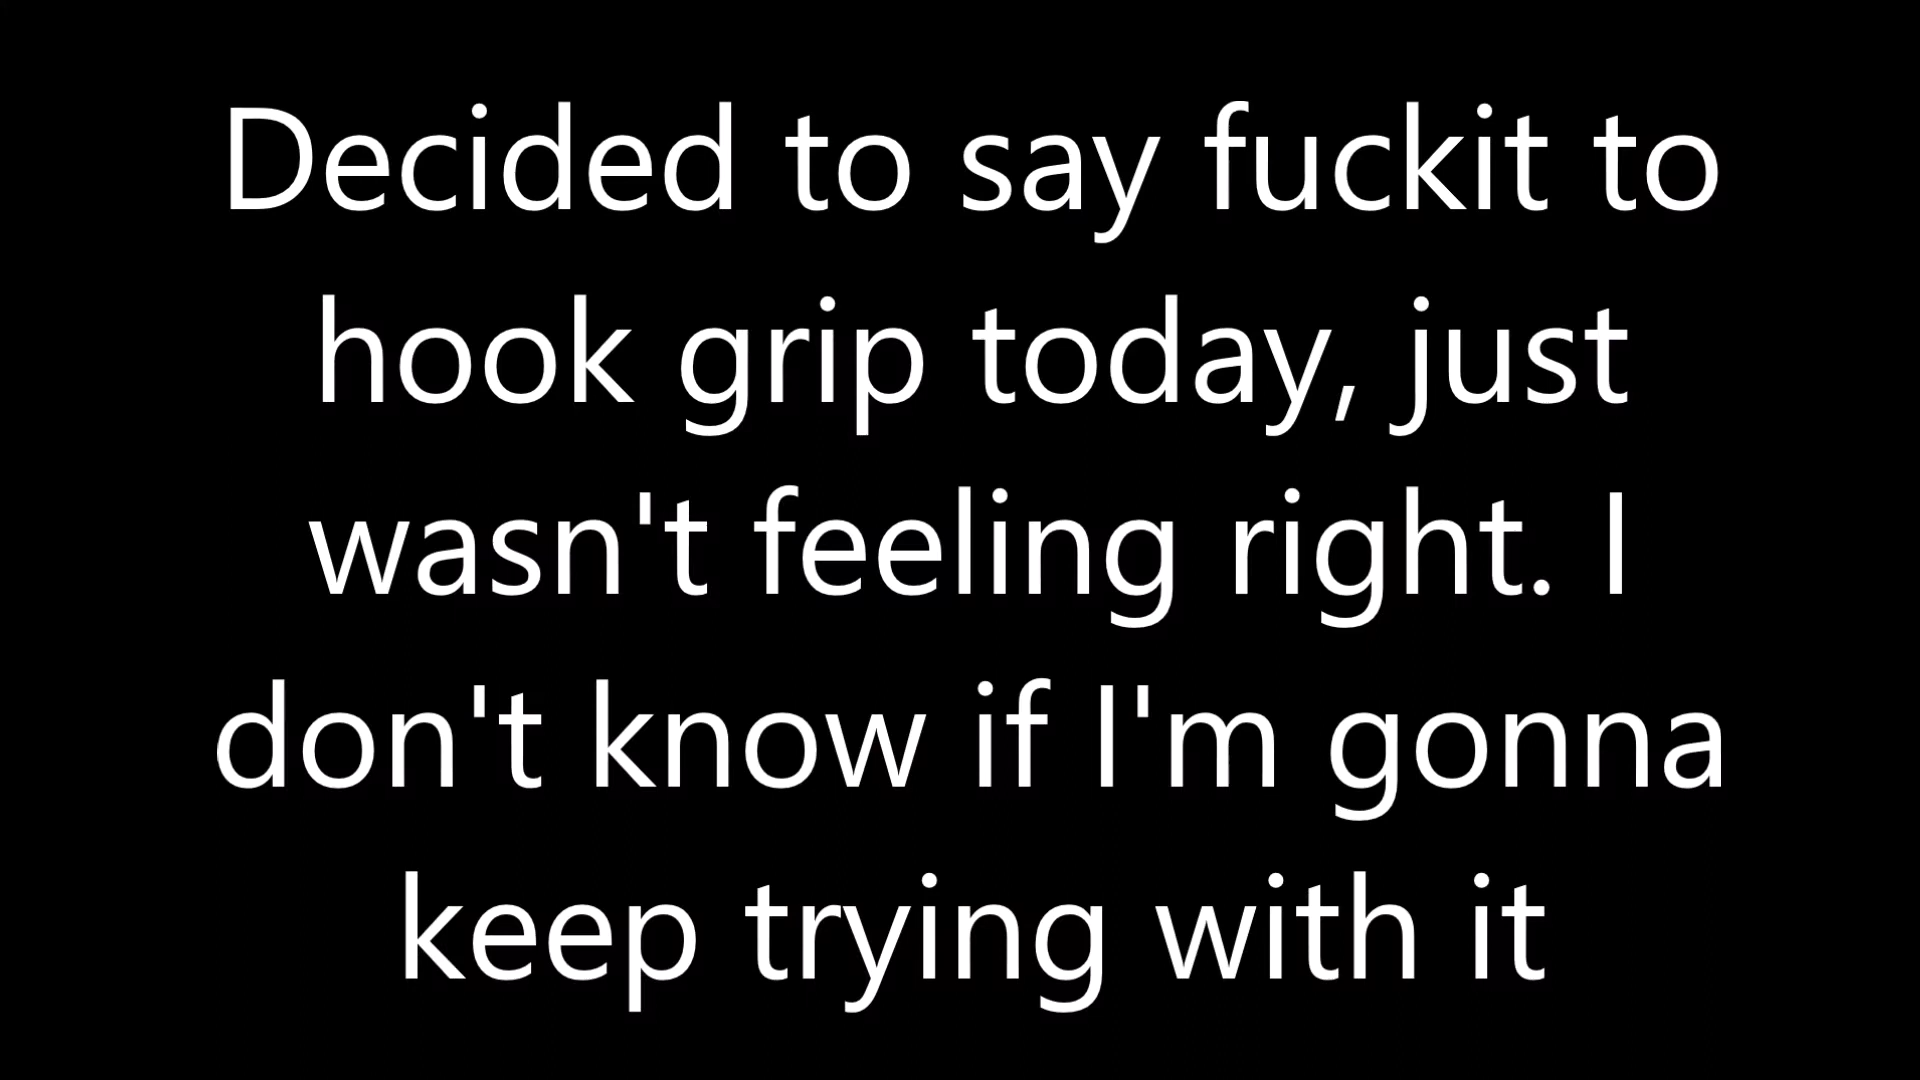 Decided to say fuckit to
hook grip today, just
wasn't feeling right. I
don't know if I'm gonna
keep trying with it